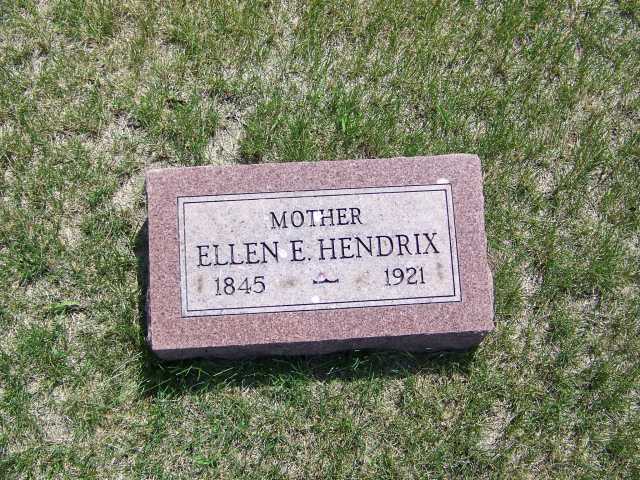 MOTHER
ELLEN E. HENDRIX
1845 1921